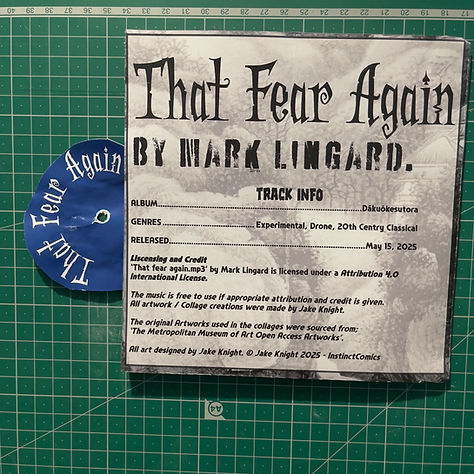 That Fear Again
BY MARK LINGARD.
TRACK INFO
ALBUM.....Dákuökesutora
GENRES.....Experimental, Drone, 20th Centry Classical
RELEASED.....May 15, 2025
Liscensing and Credit
'That fear again.mp3' by Mark Lingard is licensed under a Attribution 4.0
International License.
The music is free to use if appropriate attribution and credit is given.
All artwork / Collage creations were made by Jake Knight.
The original Artworks used in the collages were sourced from;
'The Metropolitan Museum of Art Open Access Artworks'.
All art designed by Jake Knight. © Jake Knight 2025 - InstinctComics
That Fear Again
A4